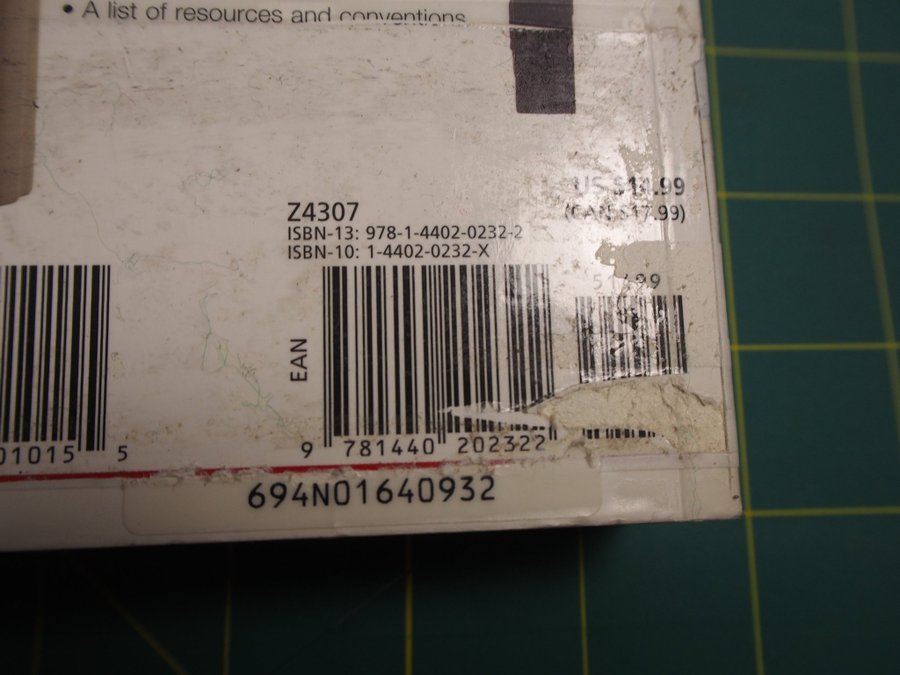 • A list of resources and conventions
Z4307
ISBN-13: 978-1-4402-0232-2
ISBN-10: 1-4402-0232-X
(CAN $17.99)
EAN
01015 5
9 781440 202322
694N01640932